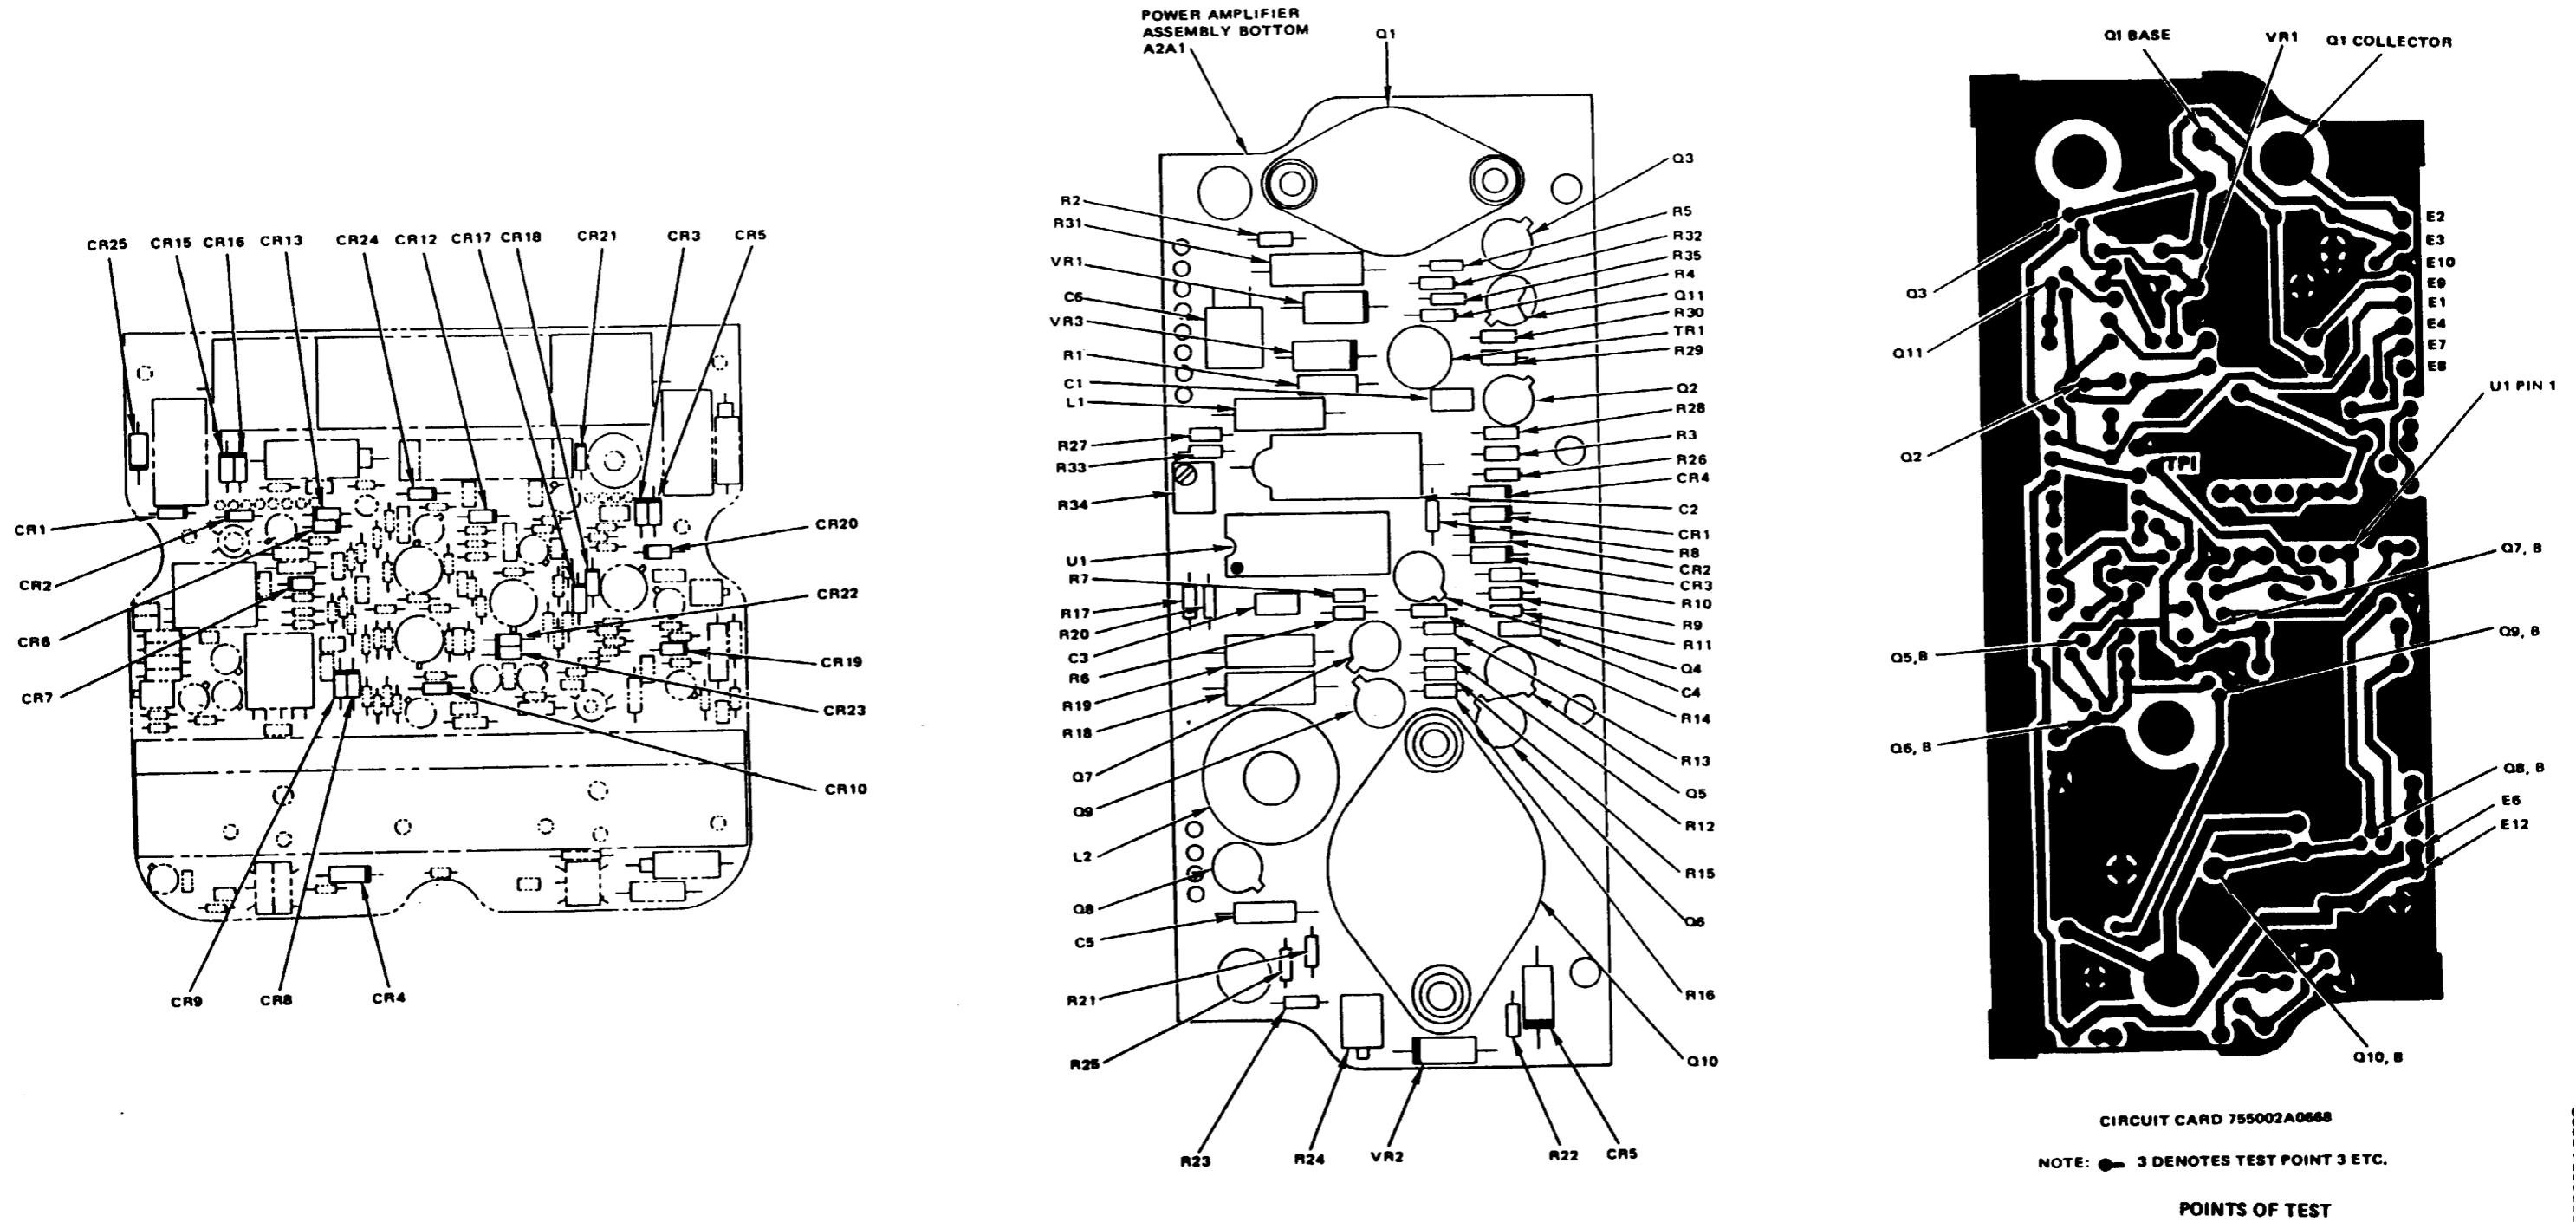 CR25 CR15 CR16 CR13 CR24 CR12 CR17 CR18 CR21 CR3 CR5
CR1
CR2
CR6
CR7
CR20
CR22
CR19
CR23
CR10
CR9
CR8
CR4
POWER AMPLIFIER
ASSEMBLY BOTTOM
A2A1
Q1
R2
R31
VR1
C6
VR3
R1
C1
L1
R27
R33
R34
U1
R7
R17
R20
C3
R6
R19
R18
Q7
Q9
L2
Q8
C5
R21
R25
Q3
R5
R32
R35
R4
Q11
R30
TR1
R29
Q2
R28
R3
R26
CR4
C2
CR1
R8
CR2
CR3
R10
R9
R11
Q4
C4
R14
R13
Q5
R12
R15
Q6
R16
Q10
R23
R24
VR2
R22
CR5
Q1 BASE
VR1
Q1 COLLECTOR
E2
E3
E10
E9
E1
E4
E7
E8
U1 PIN 1
Q3
Q11
Q2
TP1
Q7, B
Q9, B
Q5,B
Q6, B
Q8, B
E6
E12
Q10, B
CIRCUIT CARD 755002A0668
NOTE: 3 DENOTES TEST POINT 3 ETC.
POINTS OF TEST